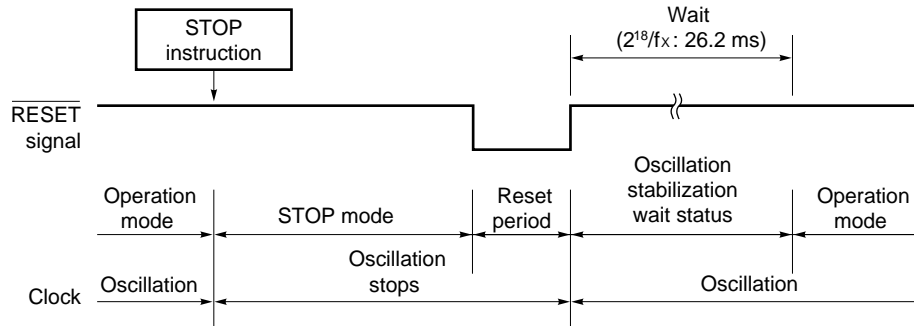 STOP
instruction
Wait
(2¹⁸/fx: 26.2 ms)
RESET
signal
Operation
mode
STOP mode
Reset
period
Oscillation
stabilization
wait status
Operation
mode
Clock
Oscillation
Oscillation
stops
Oscillation